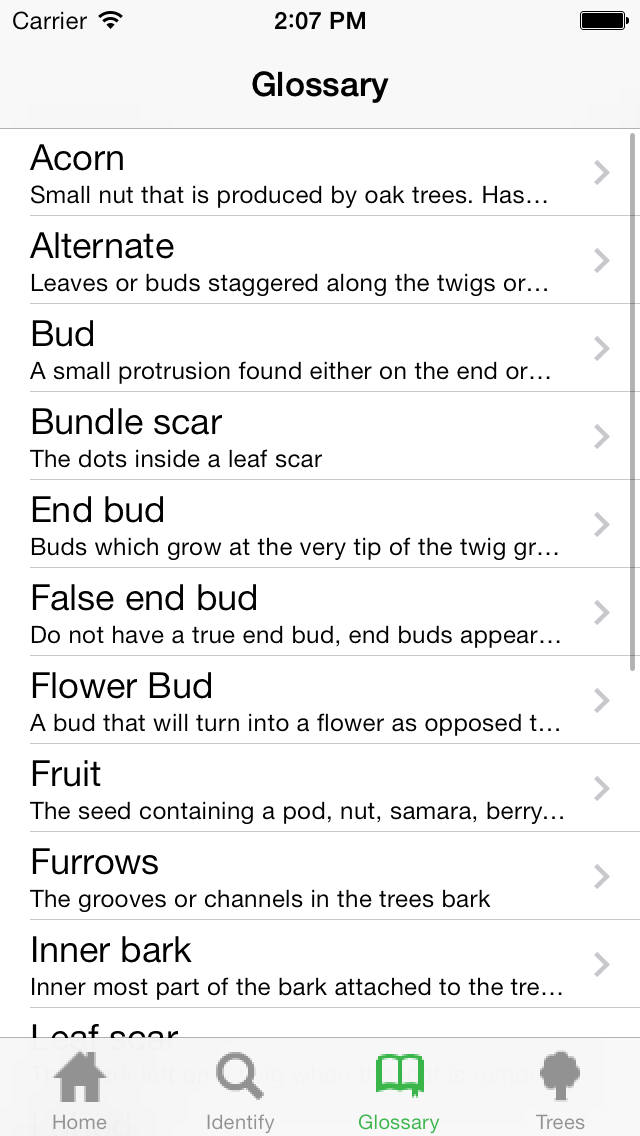 Carrier 2:07 PM
Glossary
Acorn
Small nut that is produced by oak trees. Has...
Alternate
Leaves or buds staggered along the twigs or...
Bud
A small protrusion found either on the end or...
Bundle scar
The dots inside a leaf scar
End bud
Buds which grow at the very tip of the twig gr...
False end bud
Do not have a true end bud, end buds appear...
Flower Bud
A bud that will turn into a flower as opposed t...
Fruit
The seed containing a pod, nut, samara, berry...
Furrows
The grooves or channels in the trees bark
Inner bark
Inner most part of the bark attached to the tre...
Leaf scar
Home Identify Glossary Trees